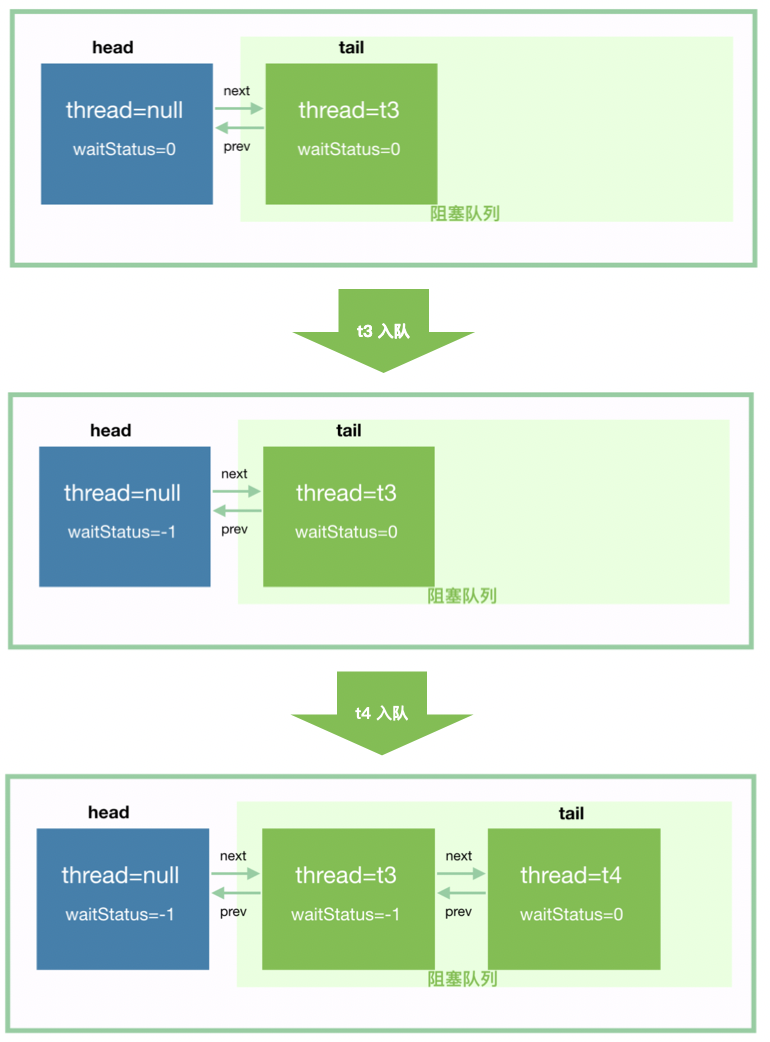 head
tail
thread=null
waitStatus=0
next
prev
thread=t3
waitStatus=0
阻塞队列
t3 入队
head
tail
thread=null
waitStatus=-1
next
prev
thread=t3
waitStatus=0
阻塞队列
t4 入队
head
tail
thread=null
waitStatus=-1
next
prev
thread=t3
waitStatus=-1
next
prev
thread=t4
waitStatus=0
阻塞队列